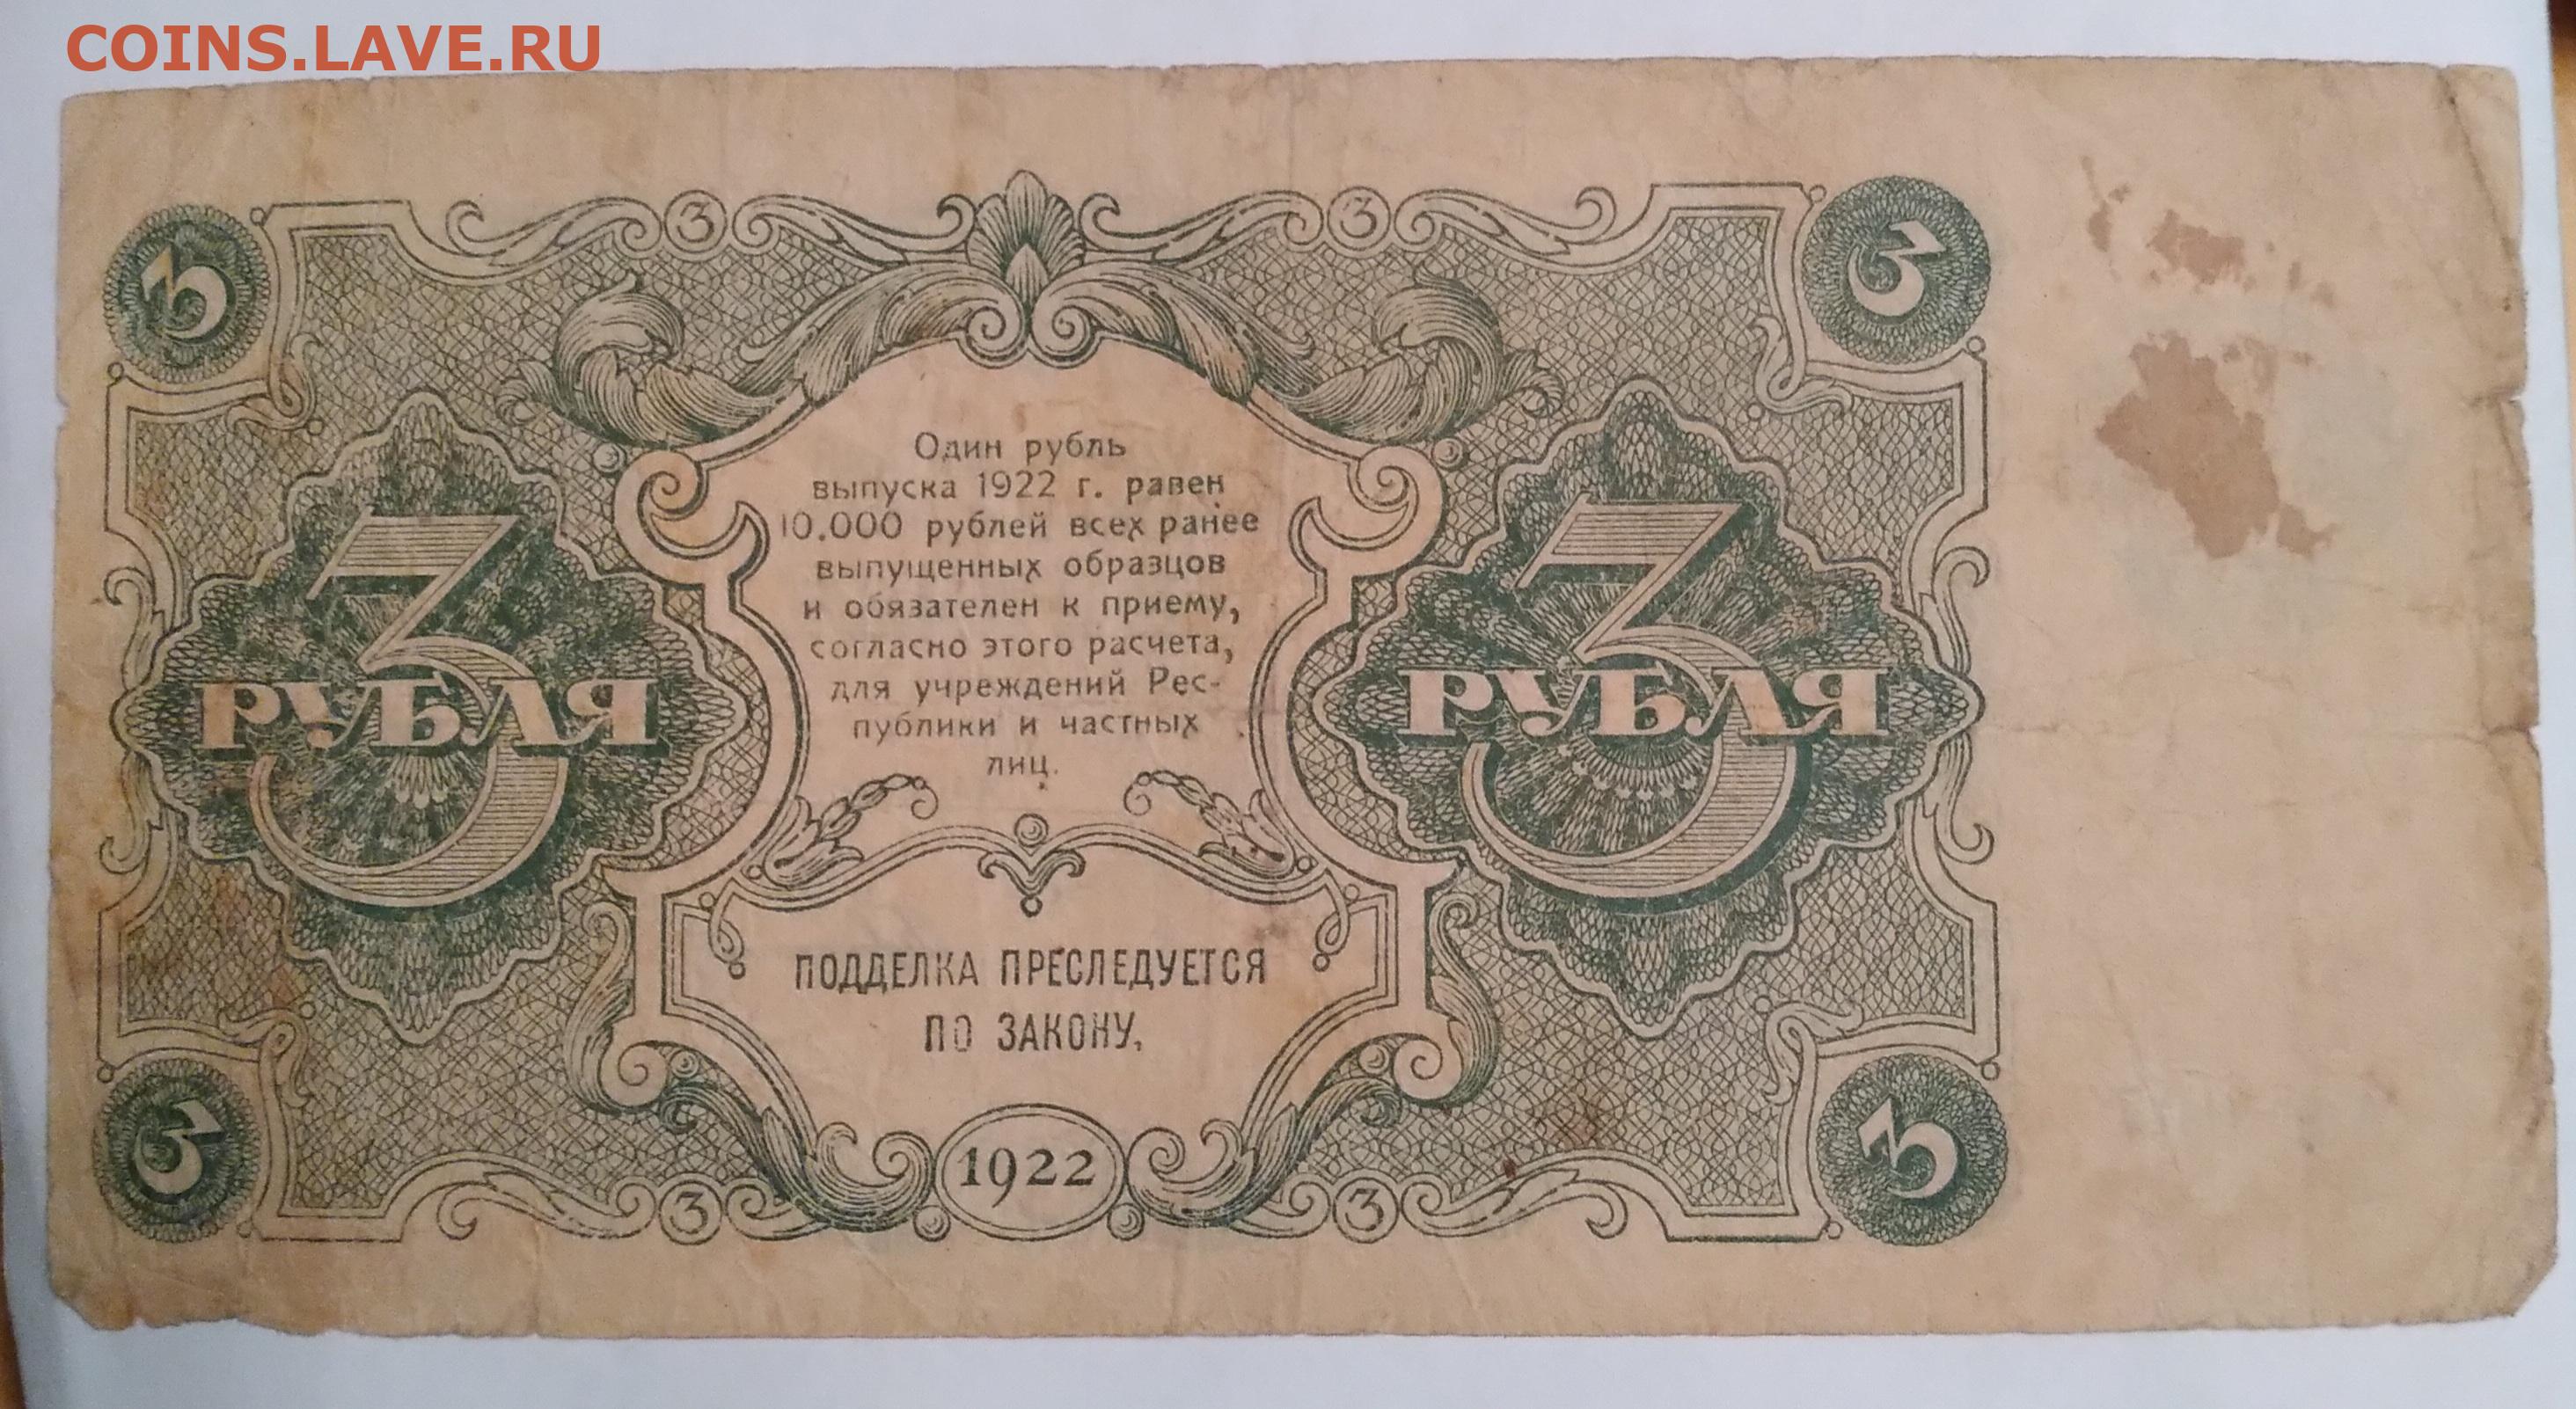 COINS.LAVE.RU
3 3 3 3
Один рубль
выпуска 1922 г. равен
10.000 рублей всех ранее
выпущенных образцов
и обязателен к приему,
согласно этого расчета,
для учреждений Рес-
публики и частных
лиц.
3 3
РУБЛЯ РУБЛЯ
ПОДДЕЛКА ПРЕСЛЕДУЕТСЯ
ПО ЗАКОНУ.
1922
3 3 3 3